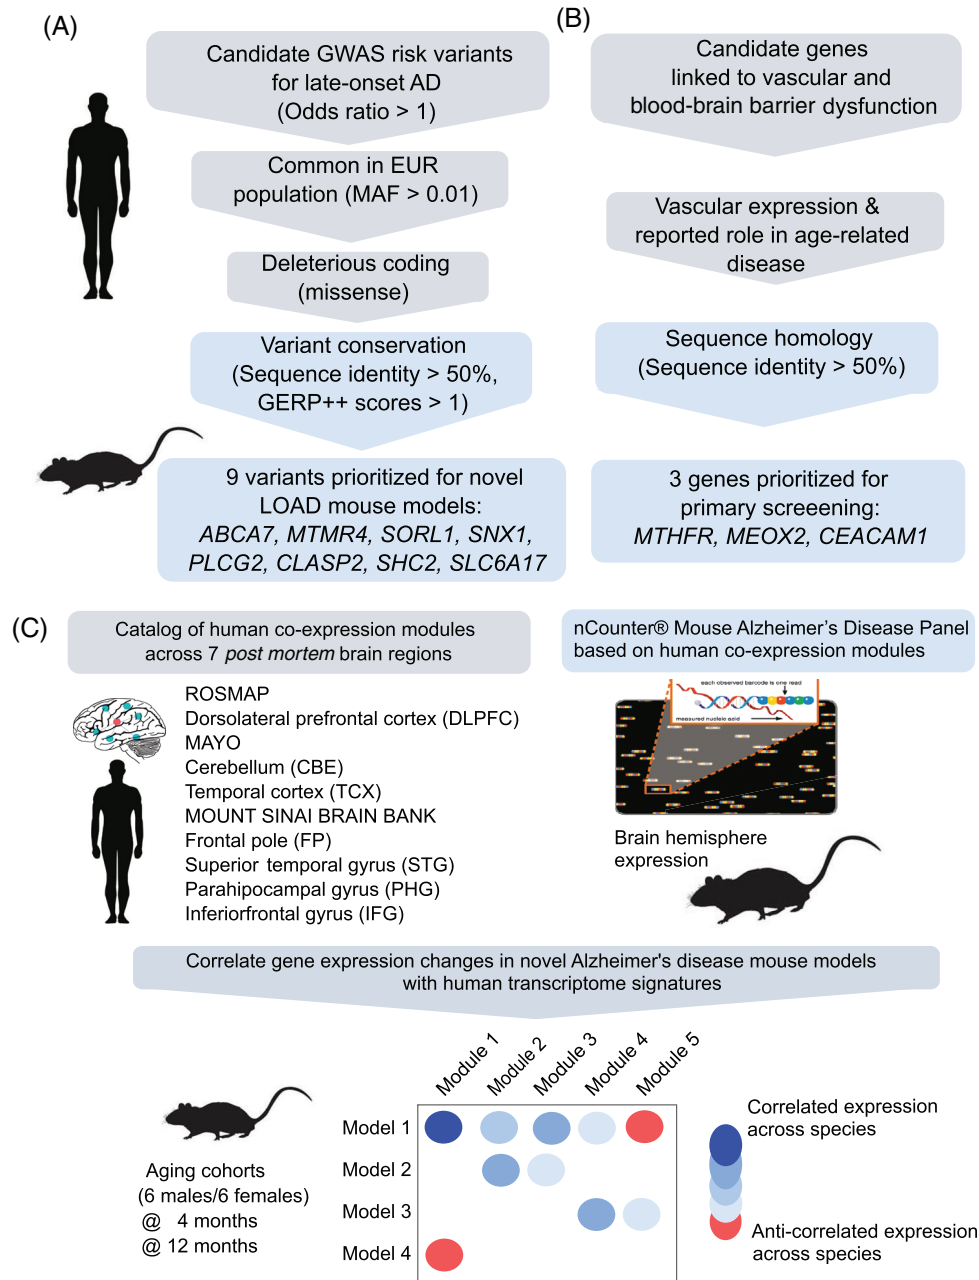 (A)
Candidate GWAS risk variants
for late-onset AD
(Odds ratio > 1)
Common in EUR
population (MAF > 0.01)
Deleterious coding
(missense)
Variant conservation
(Sequence identity > 50%,
GERP++ scores > 1)
9 variants prioritized for novel
LOAD mouse models:
ABCA7, MTMR4, SORL1, SNX1,
PLCG2, CLASP2, SHC2, SLC6A17
(B)
Candidate genes
linked to vascular and
blood-brain barrier dysfunction
Vascular expression &
reported role in age-related
disease
Sequence homology
(Sequence identity > 50%)
3 genes prioritized for
primary screeening:
MTHFR, MEOX2, CEACAM1
(C)
Catalog of human co-expression modules
across 7 post mortem brain regions
ROSMAP
Dorsolateral prefrontal cortex (DLPFC)
MAYO
Cerebellum (CBE)
Temporal cortex (TCX)
MOUNT SINAI BRAIN BANK
Frontal pole (FP)
Superior temporal gyrus (STG)
Parahipocampal gyrus (PHG)
Inferiorfrontal gyrus (IFG)
nCounter® Mouse Alzheimer's Disease Panel
based on human co-expression modules
each observed barcode is one read
measured nucleic acid
Brain hemisphere
expression
Correlate gene expression changes in novel Alzheimer's disease mouse models
with human transcriptome signatures
Module 1
Module 2
Module 3
Module 4
Module 5
Model 1
Model 2
Model 3
Model 4
Aging cohorts
(6 males/6 females)
@ 4 months
@ 12 months
Correlated expression
across species
Anti-correlated expression
across species